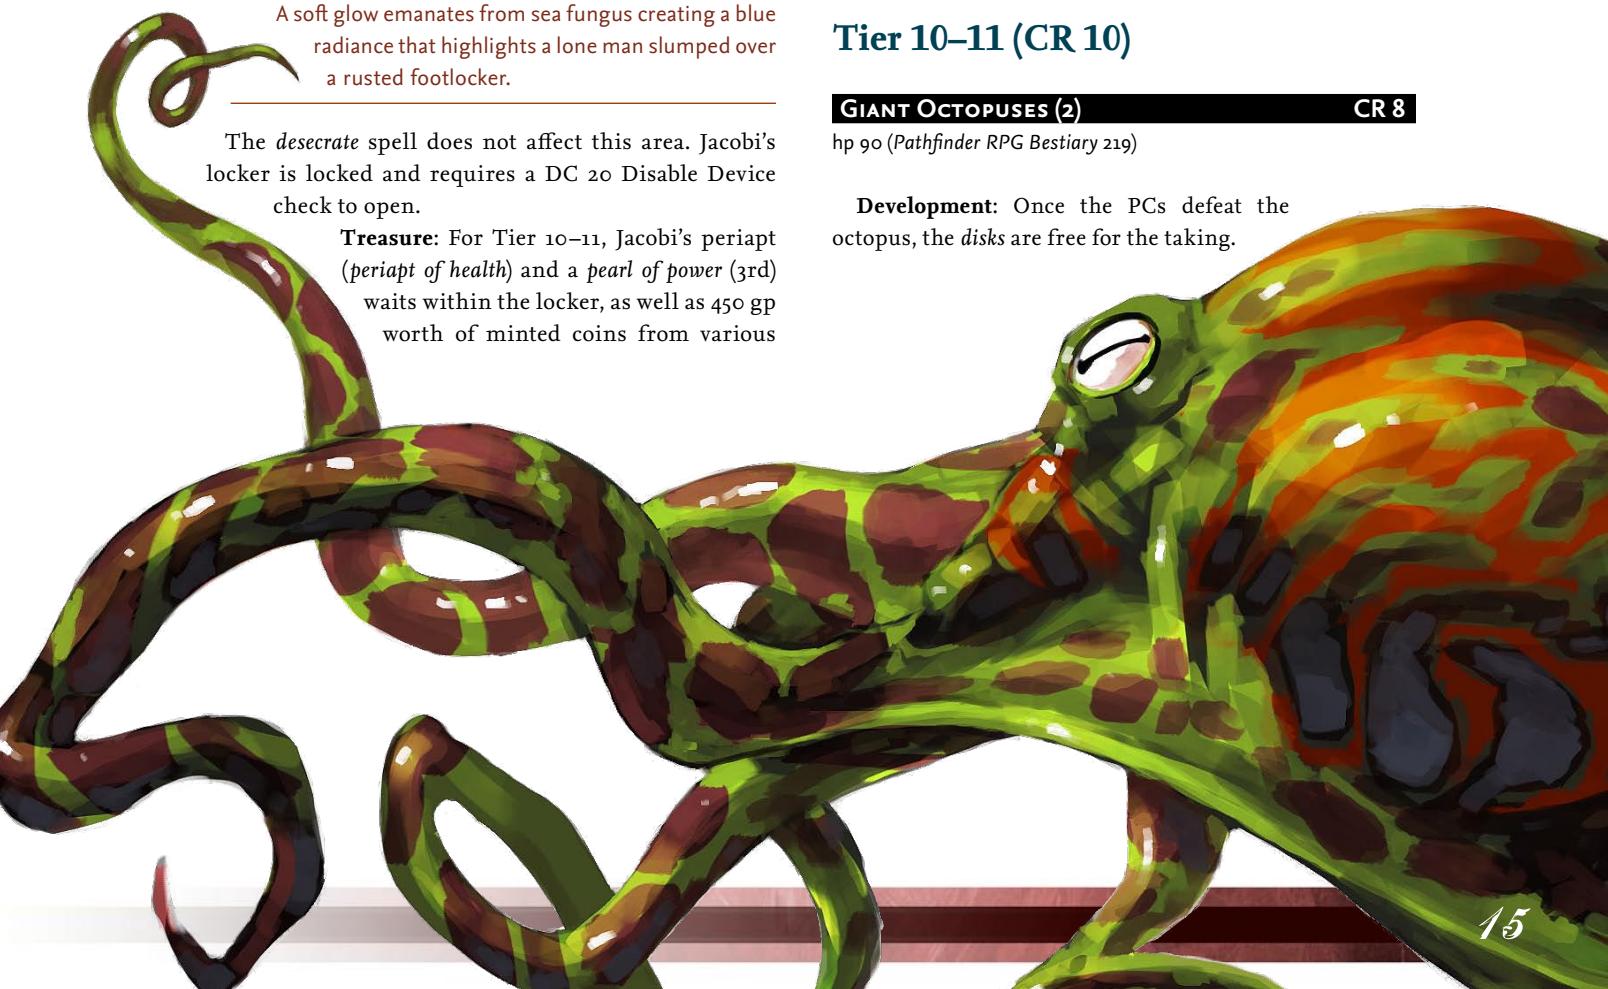 A soft glow emanates from sea fungus creating a blue
radiance that highlights a lone man slumped over
a rusted footlocker.
The desecrate spell does not affect this area. Jacobi’s
locker is locked and requires a DC 20 Disable Device
check to open.
Treasure: For Tier 10–11, Jacobi’s periapt
(periapt of health) and a pearl of power (3rd)
waits within the locker, as well as 450 gp
worth of minted coins from various
Tier 10–11 (CR 10)
Giant Octopuses (2) CR 8
hp 90 (Pathfinder RPG Bestiary 219)
Development: Once the PCs defeat the
octopus, the disks are free for the taking.
15